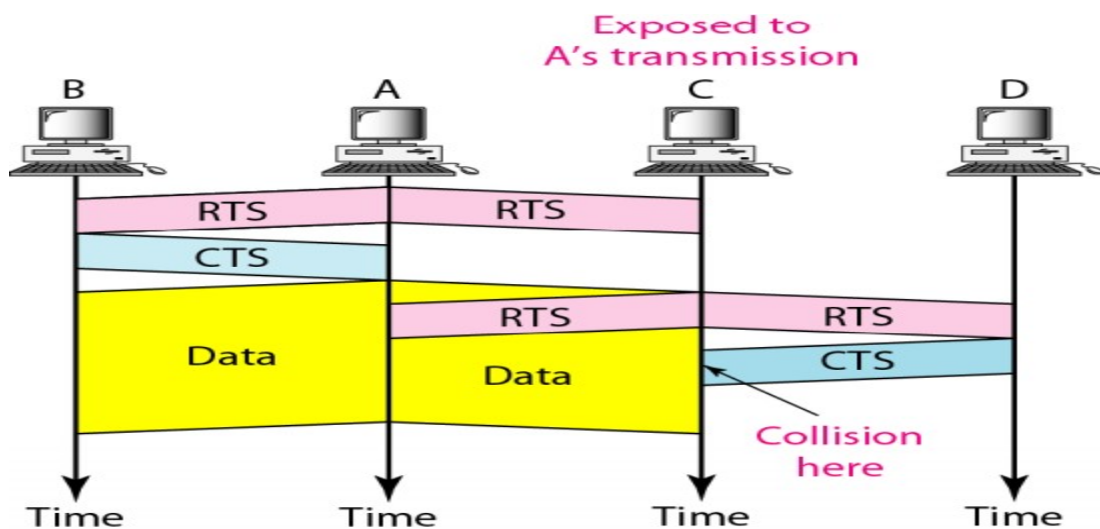 Exposed to
A's transmission
B
A
C
D
RTS
RTS
CTS
RTS
RTS
Data
CTS
Data
Collision
here
Time
Time
Time
Time